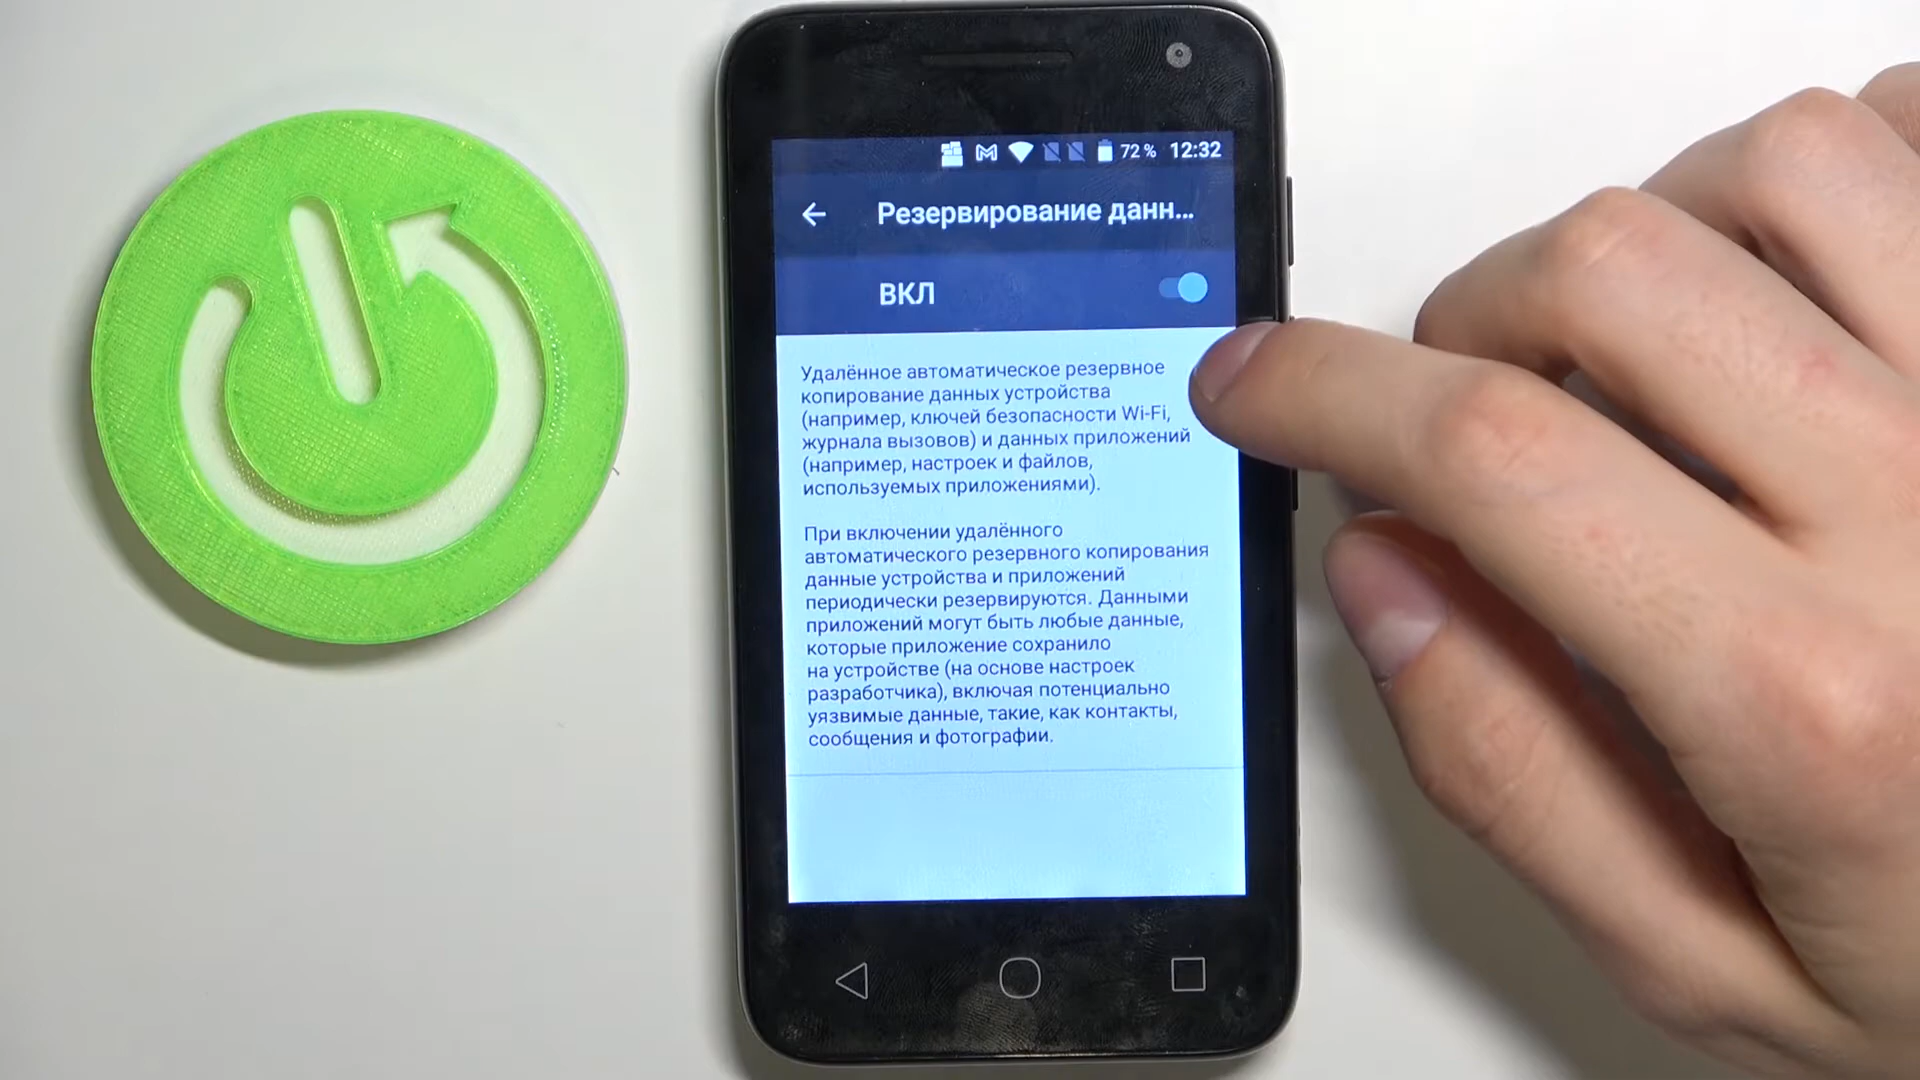 72 % 12:32
Резервирование данн...
ВКЛ
Удалённое автоматическое резервное
копирование данных устройства
(например, ключей безопасности Wi-Fi,
журнала вызовов) и данных приложений
(например, настроек и файлов,
используемых приложениями).
При включении удалённого
автоматического резервного копирования
данные устройства и приложений
периодически резервируются. Данными
приложений могут быть любые данные,
которые приложение сохранило
на устройстве (на основе настроек
разработчика), включая потенциально
уязвимые данные, такие, как контакты,
сообщения и фотографии.